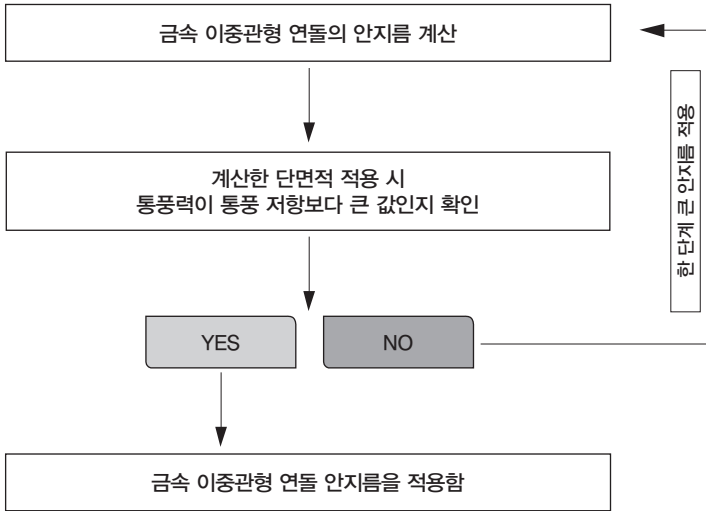 금속 이중관형 연돌의 안지름 계산
한 단계 큰 안지름 적용
계산한 단면적 적용 시
통풍력이 통풍 저항보다 큰 값인지 확인
YES
NO
금속 이중관형 연돌 안지름을 적용함